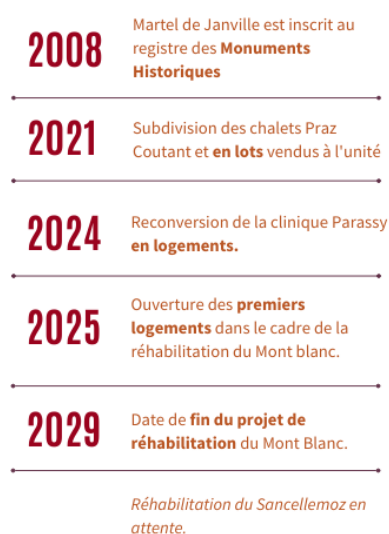 2008
Martel de Janville est inscrit au
registre des Monuments
Historiques
2021
Subdivision des chalets Praz
Coutant et en lots vendus à l'unité
2024
Reconversion de la clinique Parassy
en logements.
2025
Ouverture des premiers
logements dans le cadre de la
réhabilitation du Mont blanc.
2029
Date de fin du projet de
réhabilitation du Mont Blanc.
Réhabilitation du Sancellemoz en
attente.